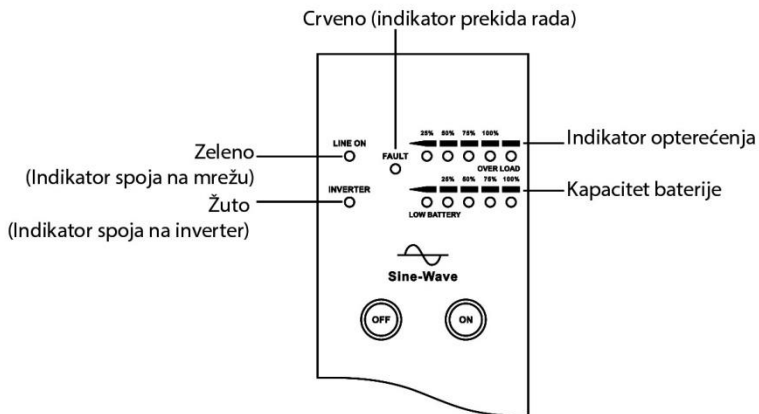 Crveno (indikator prekida rada)
25% 50% 75% 100%
LINE ON
Indikator opterećenja
Zeleno
FAULT
OVER LOAD
(Indikator spoja na mrežu)
INVERTER
25% 50% 75% 100%
Kapacitet baterije
Žuto
LOW BATTERY
(Indikator spoja na inverter)
Sine-Wave
OFF
ON